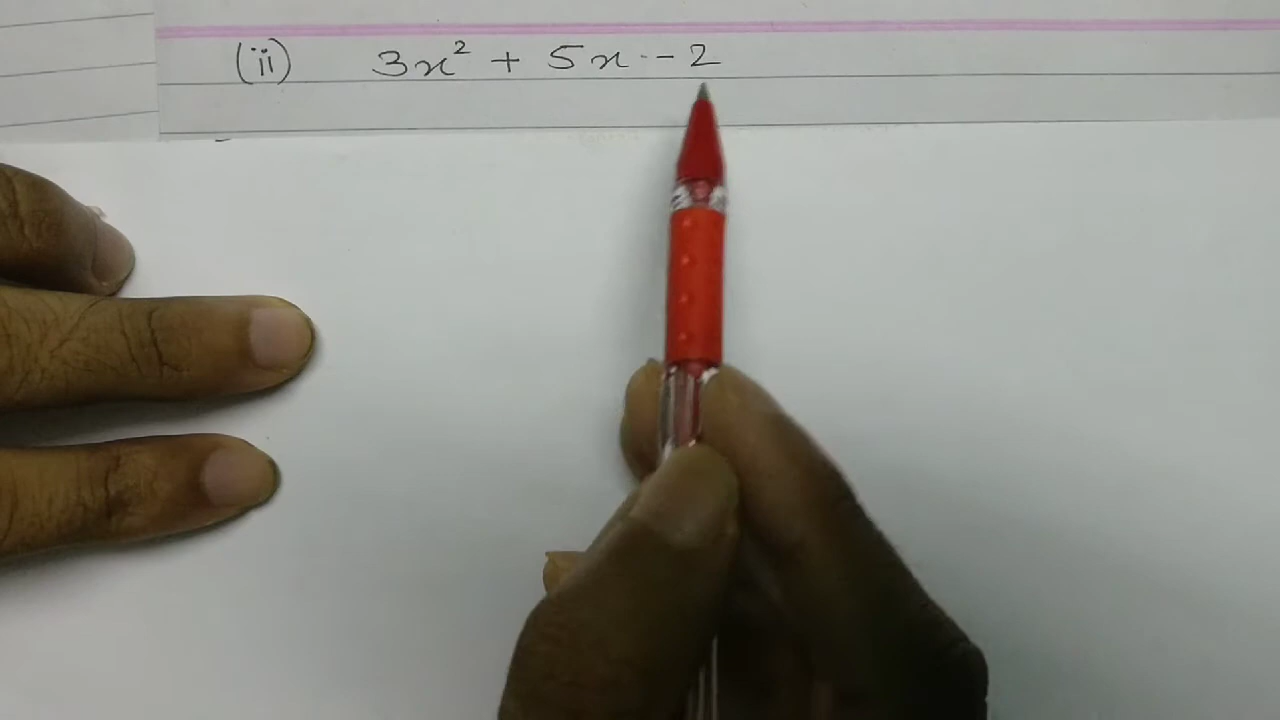 (ii) 3x² + 5x - 2